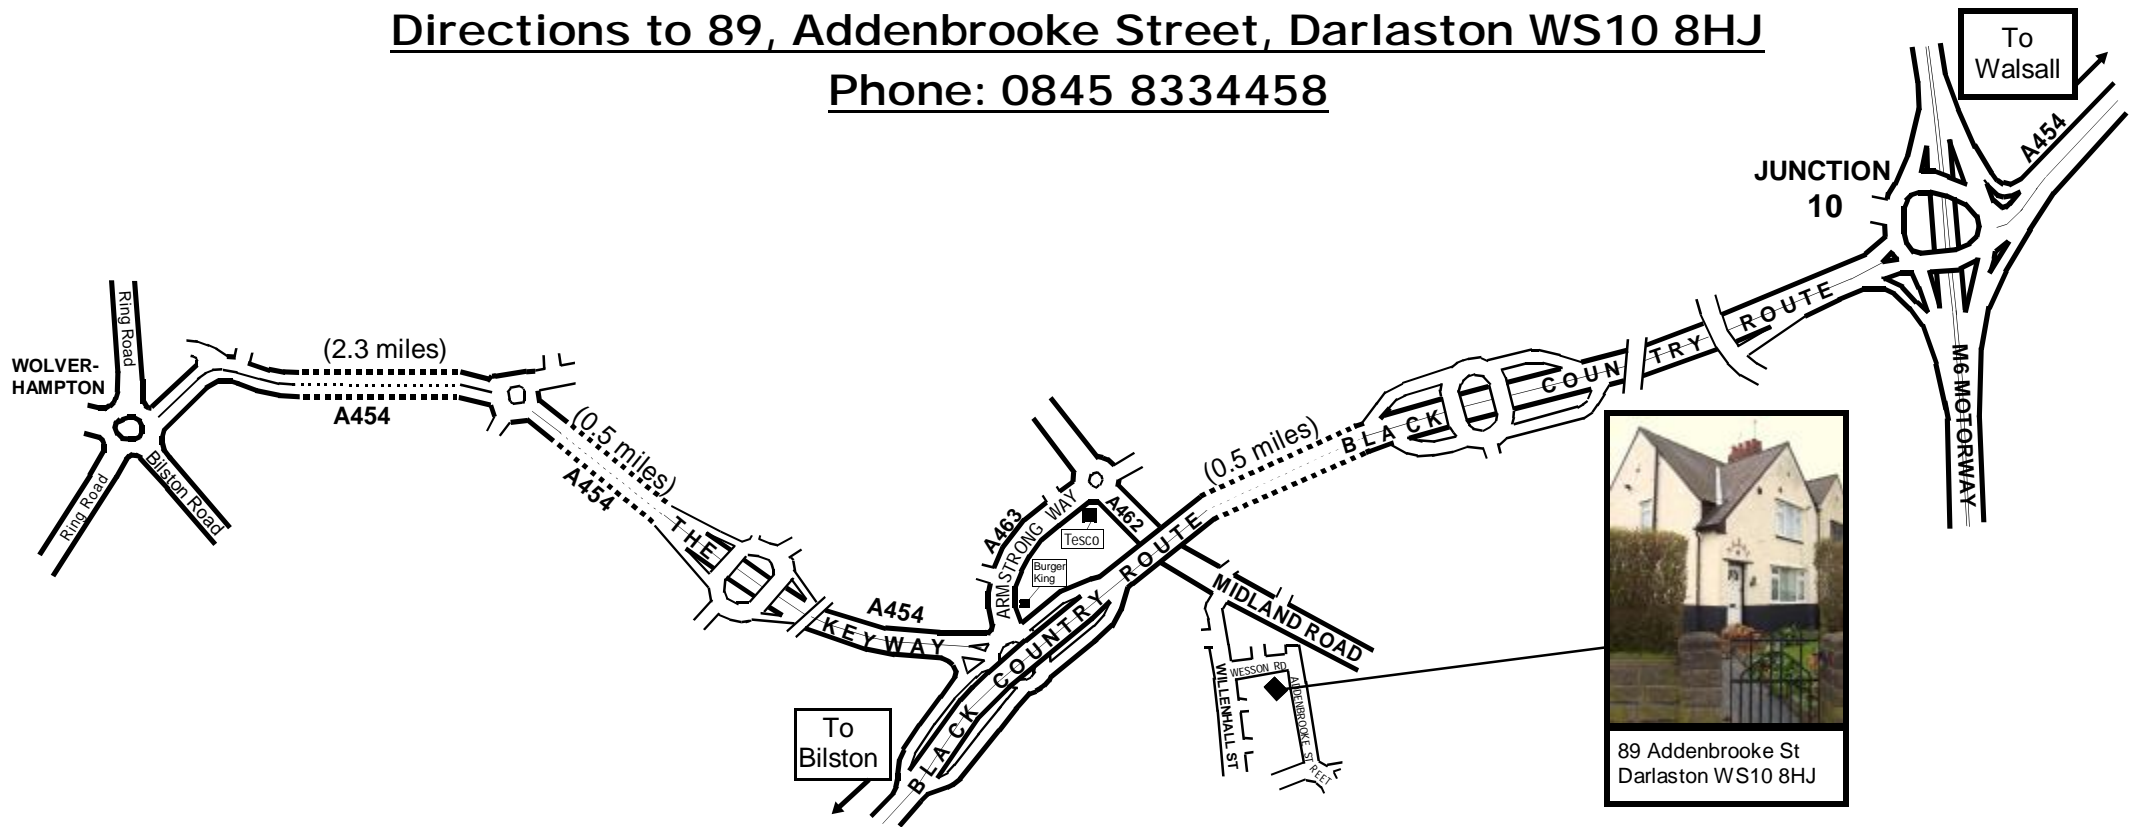 Directions to 89, Addenbrooke Street, Darlaston WS10 8HJ
Phone: 0845 8334458
To
Walsall
A454
JUNCTION
10
M6 MOTORWAY
BLACK COUNTRY ROUTE
(0.5 miles)
WOLVER-
HAMPTON
Ring Road
Ring Road
Bilston Road
(2.3 miles)
A454
(0.5 miles)
A454
THE KEYWAY
A454
A463
ARMSTRONG WAY
A462
Tesco
Burger
King
BLACK COUNTRY ROUTE
MIDLAND ROAD
WESSON RD
WILLENHALL ST
ADDENBROOKE STREET
To
Bilston
89 Addenbrooke St
Darlaston WS10 8HJ